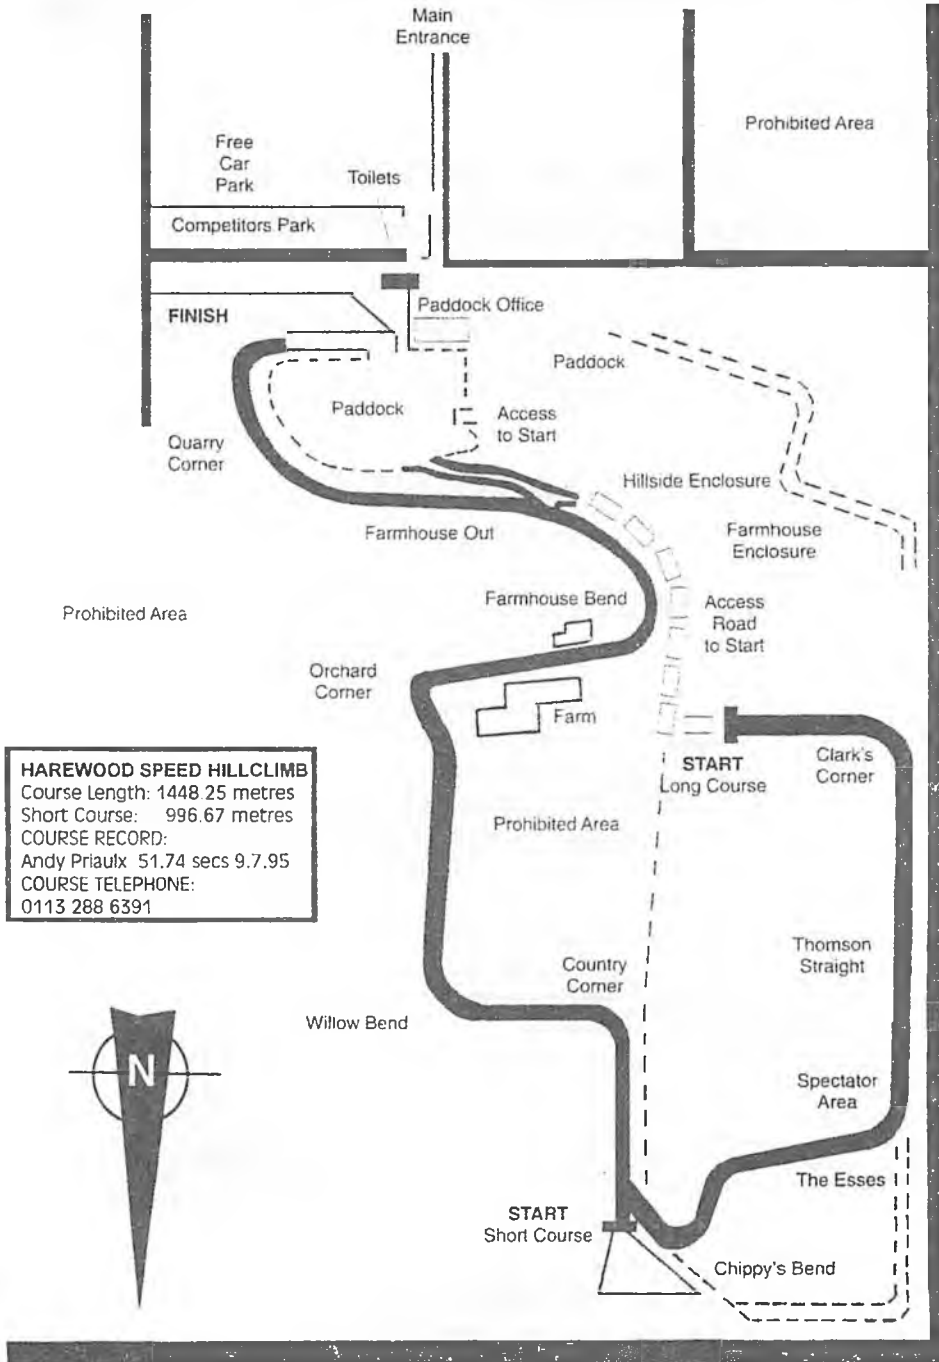 Main
Entrance
Prohibited Area
Free
Car
Park
Toilets
Competitors Park
FINISH
Paddock Office
Paddock
Paddock
Access
to Start
Quarry
Corner
Hillside Enclosure
Farmhouse Out
Farmhouse
Enclosure
Prohibited Area
Farmhouse Bend
Access
Road
to Start
Orchard
Corner
Farm
START
Long Course
Clark's
Corner
HAREWOOD SPEED HILLCLIMB
Course Length: 1448.25 metres
Short Course: 996.67 metres
COURSE RECORD:
Andy Priaulx 51.74 secs 9.7.95
COURSE TELEPHONE:
0113 288 6391
Prohibited Area
Thomson
Straight
Country
Corner
Willow Bend
N
Spectator
Area
The Esses
START
Short Course
Chippy's Bend